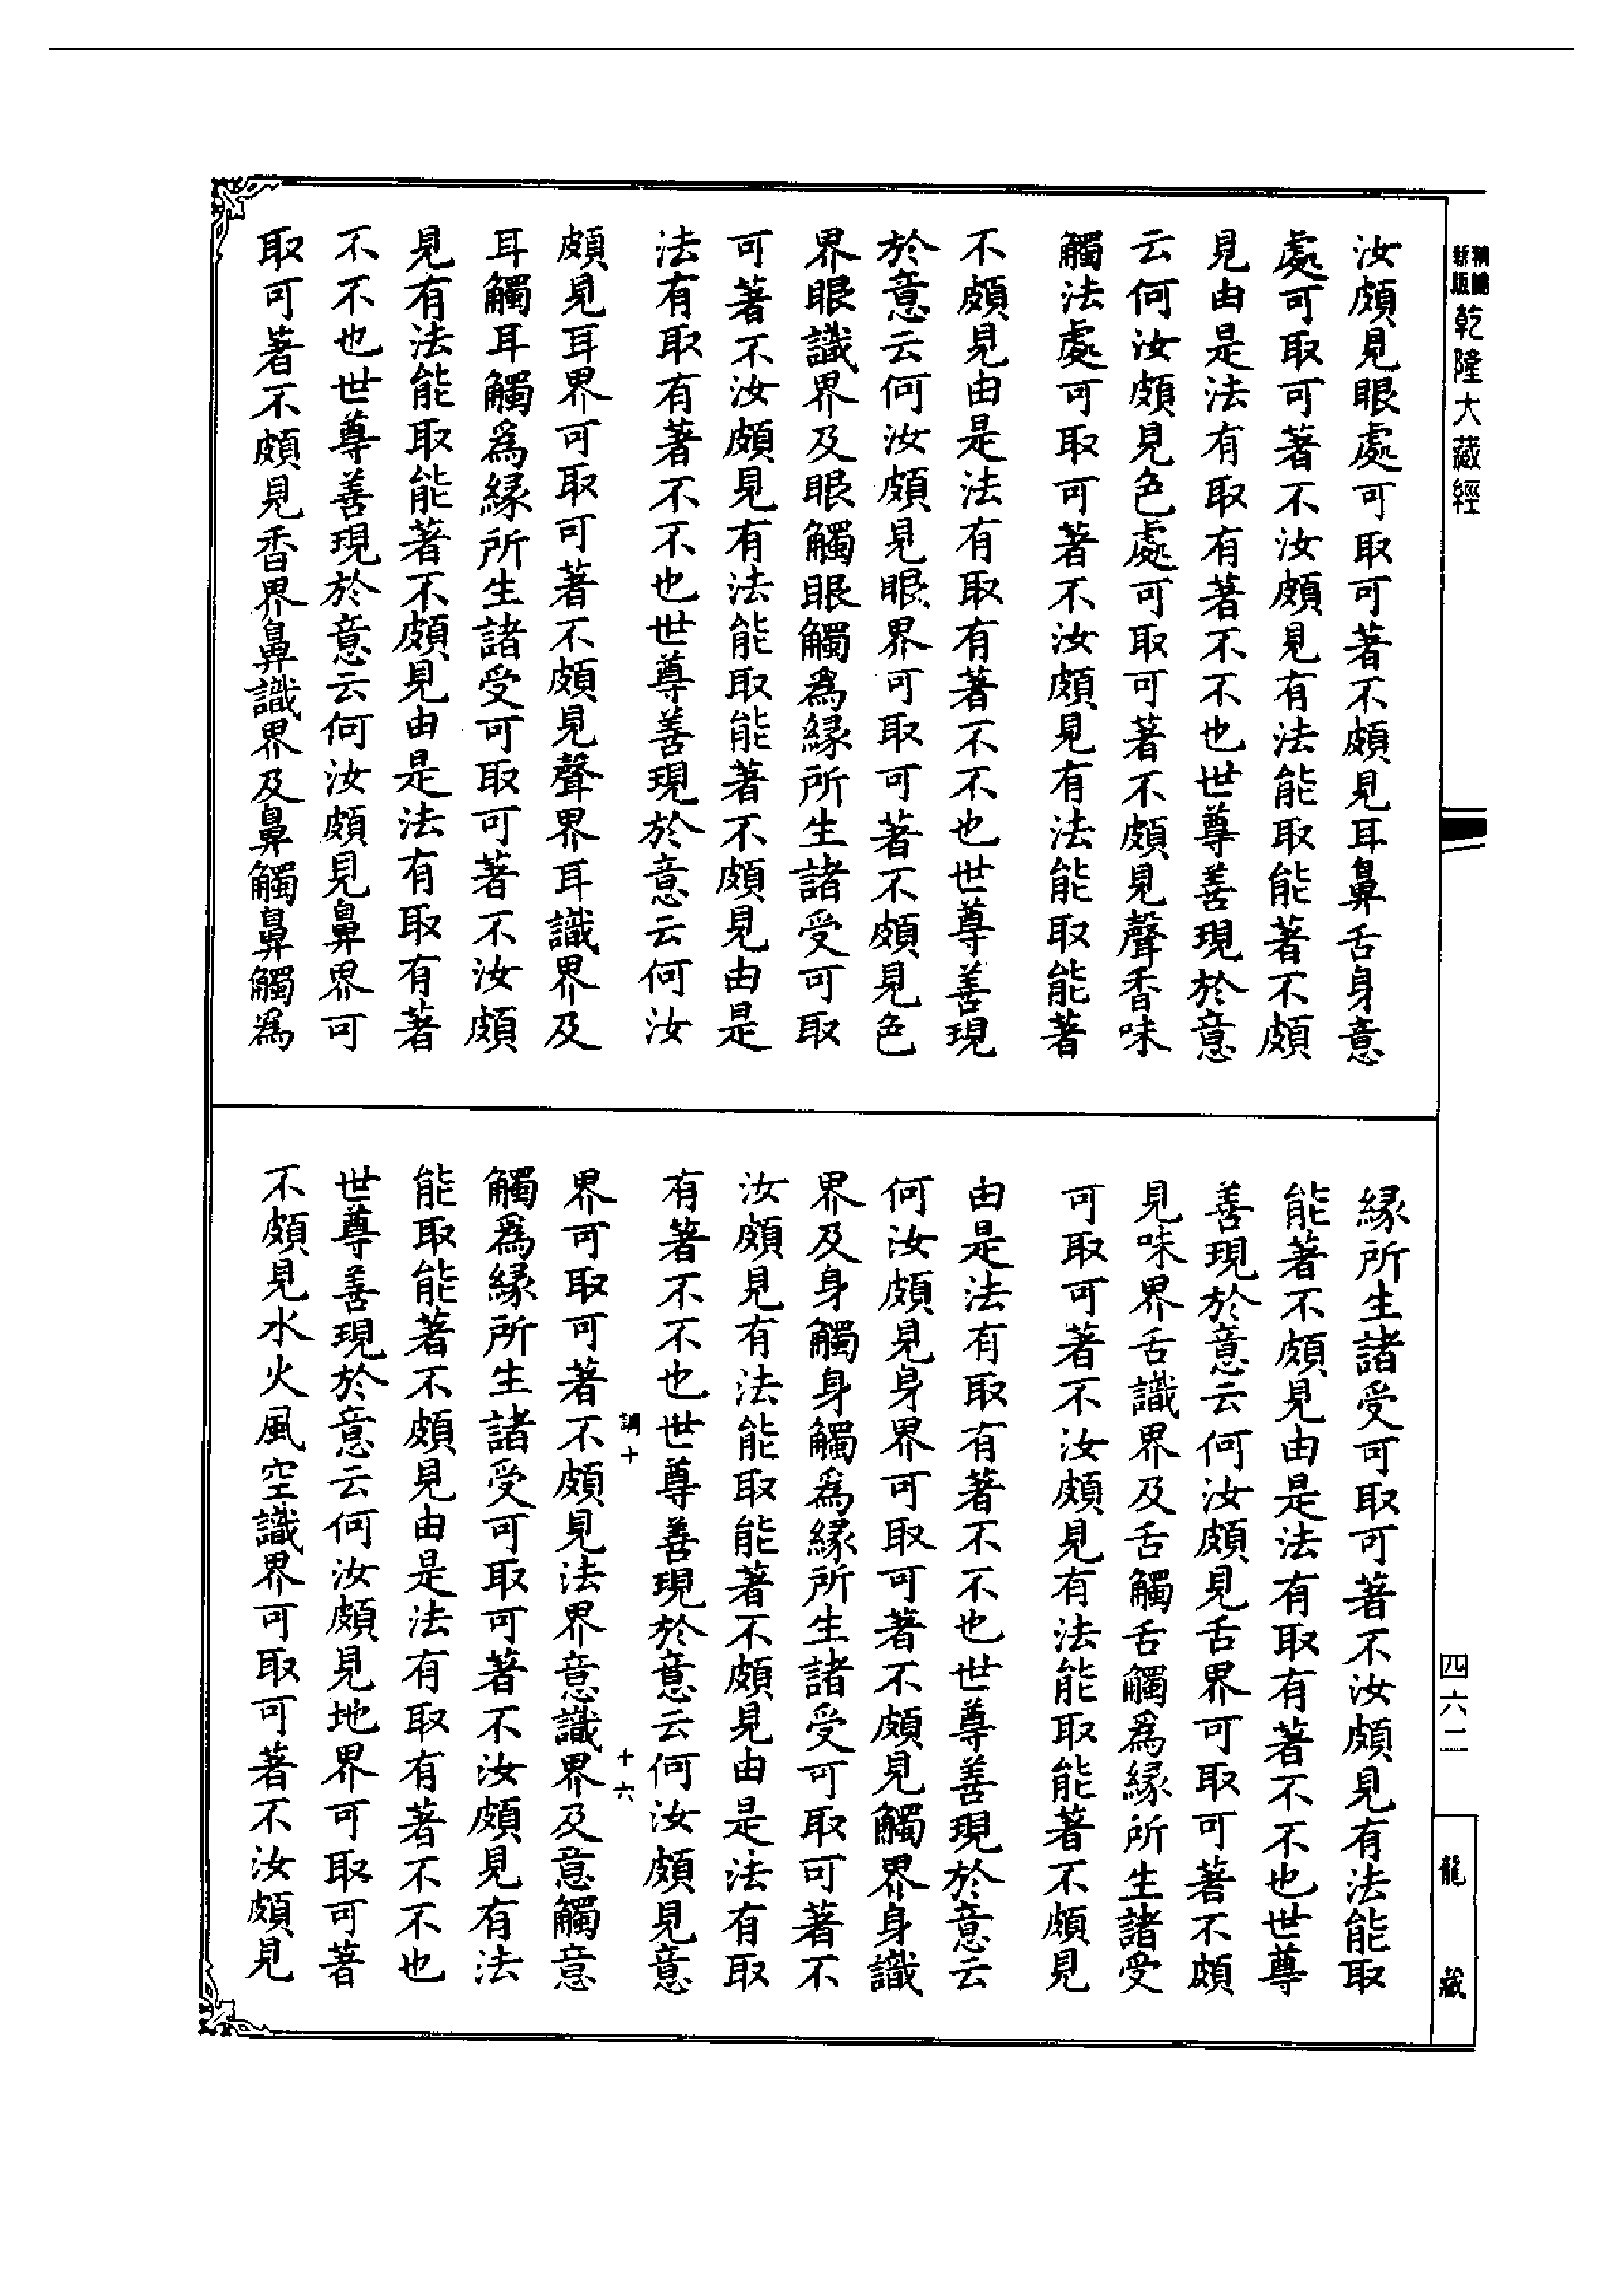 新版
精縮
乾隆大藏經
汝頗見眼處可取可著不頗見耳鼻舌身意
處可取可著不汝頗見有法能取能著不頗
見由是法有取有著不不也世尊善現於意
云何汝頗見色處可取可著不頗見聲香味
觸法處可取可著不汝頗見有法能取能著
不頗見由是法有取有著不不也世尊善現
於意云何汝頗見眼界可取可著不頗見色
界眼識界及眼觸眼觸爲緣所生諸受可取
可著不汝頗見有法能取能著不頗見由是
法有取有著不不也世尊善現於意云何汝
頗見耳界可取可著不頗見聲界耳識界及
耳觸耳觸爲緣所生諸受可取可著不汝頗
見有法能取能著不頗見由是法有取有著
不不也世尊善現於意云何汝頗見鼻界可
取可著不頗見香界鼻識界及鼻觸鼻觸爲
緣所生諸受可取可著不汝頗見有法能取
能著不頗見由是法有取有著不不也世尊
善現於意云何汝頗見舌界可取可著不頗
見味界舌識界及舌觸舌觸爲緣所生諸受
可取可著不汝頗見有法能取能著不頗見
由是法有取有著不不也世尊善現於意云
何汝頗見身界可取可著不頗見觸界身識
界及身觸身觸爲緣所生諸受可取可著不
汝頗見有法能取能著不頗見由是法有取
有著不不也世尊善現於意云何汝頗見意
調十
十六
界可取可著不頗見法界意識界及意觸意
觸爲緣所生諸受可取可著不汝頗見有法
能取能著不頗見由是法有取有著不不也
世尊善現於意云何汝頗見地界可取可著
不頗見水火風空識界可取可著不汝頗見
四六二
龍藏